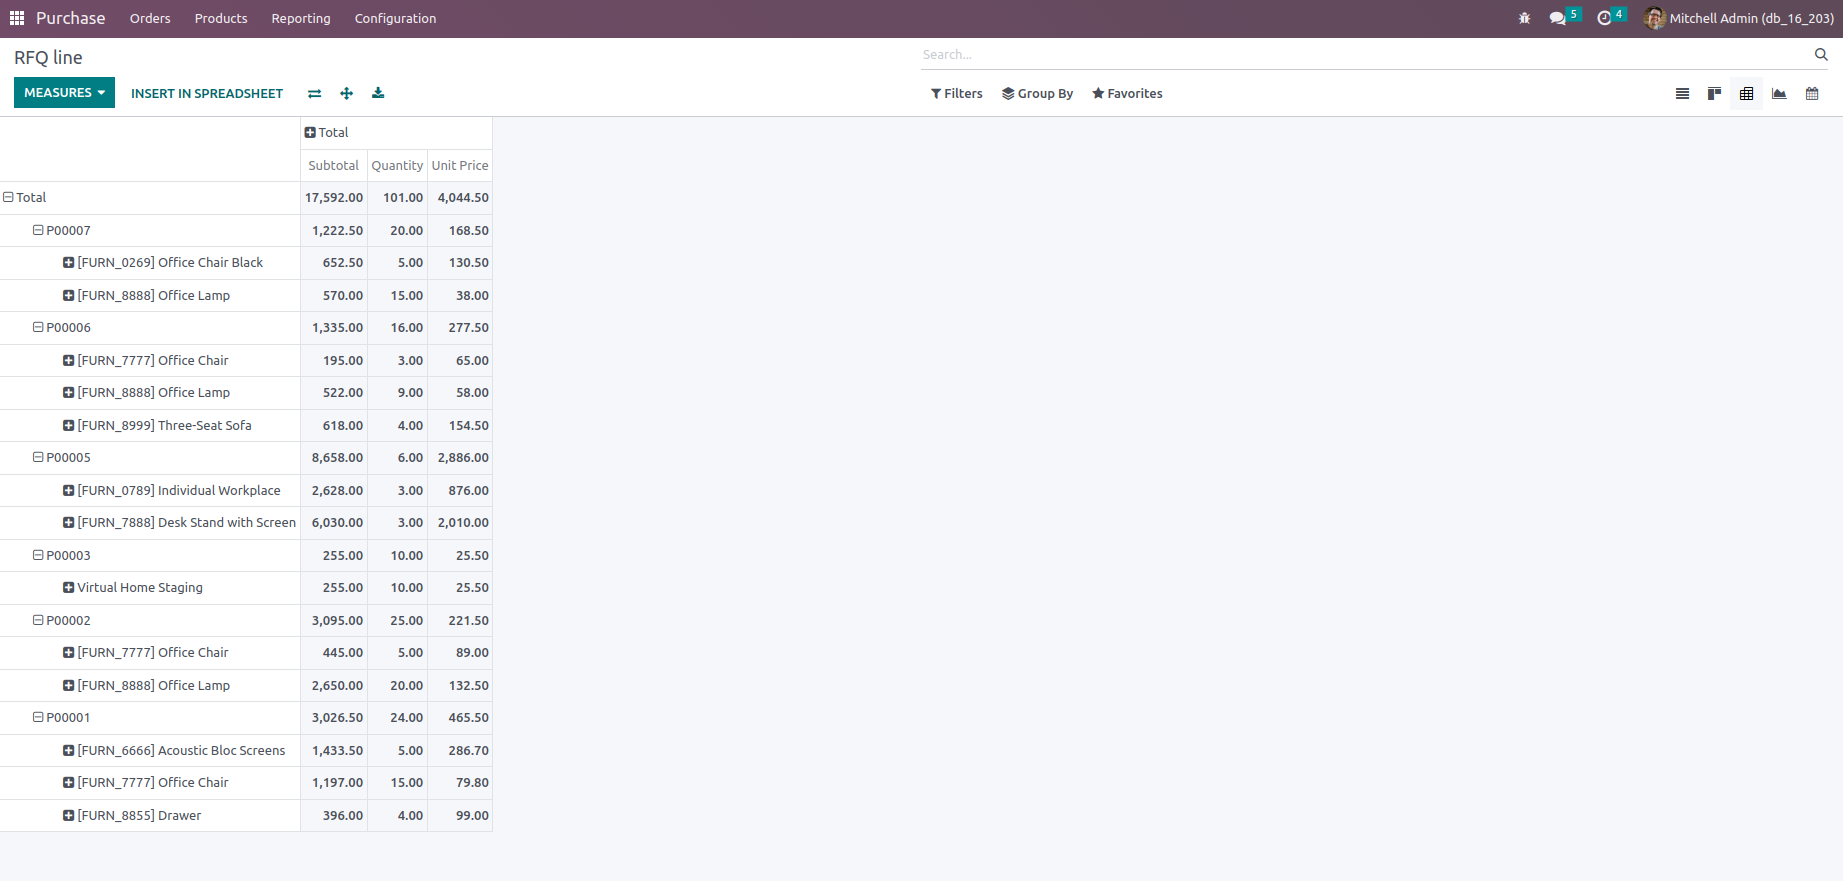 Purchase Orders Products Reporting Configuration 5 4 Mitchell Admin (db_16_203)
RFQ line Search...
MEASURES INSERT IN SPREADSHEET Filters Group By Favorites
Total
Subtotal Quantity Unit Price
Total 17,592.00 101.00 4,044.50
P00007 1,222.50 20.00 168.50
[FURN_0269] Office Chair Black 652.50 5.00 130.50
[FURN_8888] Office Lamp 570.00 15.00 38.00
P00006 1,335.00 16.00 277.50
[FURN_7777] Office Chair 195.00 3.00 65.00
[FURN_8888] Office Lamp 522.00 9.00 58.00
[FURN_8999] Three-Seat Sofa 618.00 4.00 154.50
P00005 8,658.00 6.00 2,886.00
[FURN_0789] Individual Workplace 2,628.00 3.00 876.00
[FURN_7888] Desk Stand with Screen 6,030.00 3.00 2,010.00
P00003 255.00 10.00 25.50
Virtual Home Staging 255.00 10.00 25.50
P00002 3,095.00 25.00 221.50
[FURN_7777] Office Chair 445.00 5.00 89.00
[FURN_8888] Office Lamp 2,650.00 20.00 132.50
P00001 3,026.50 24.00 465.50
[FURN_6666] Acoustic Bloc Screens 1,433.50 5.00 286.70
[FURN_7777] Office Chair 1,197.00 15.00 79.80
[FURN_8855] Drawer 396.00 4.00 99.00